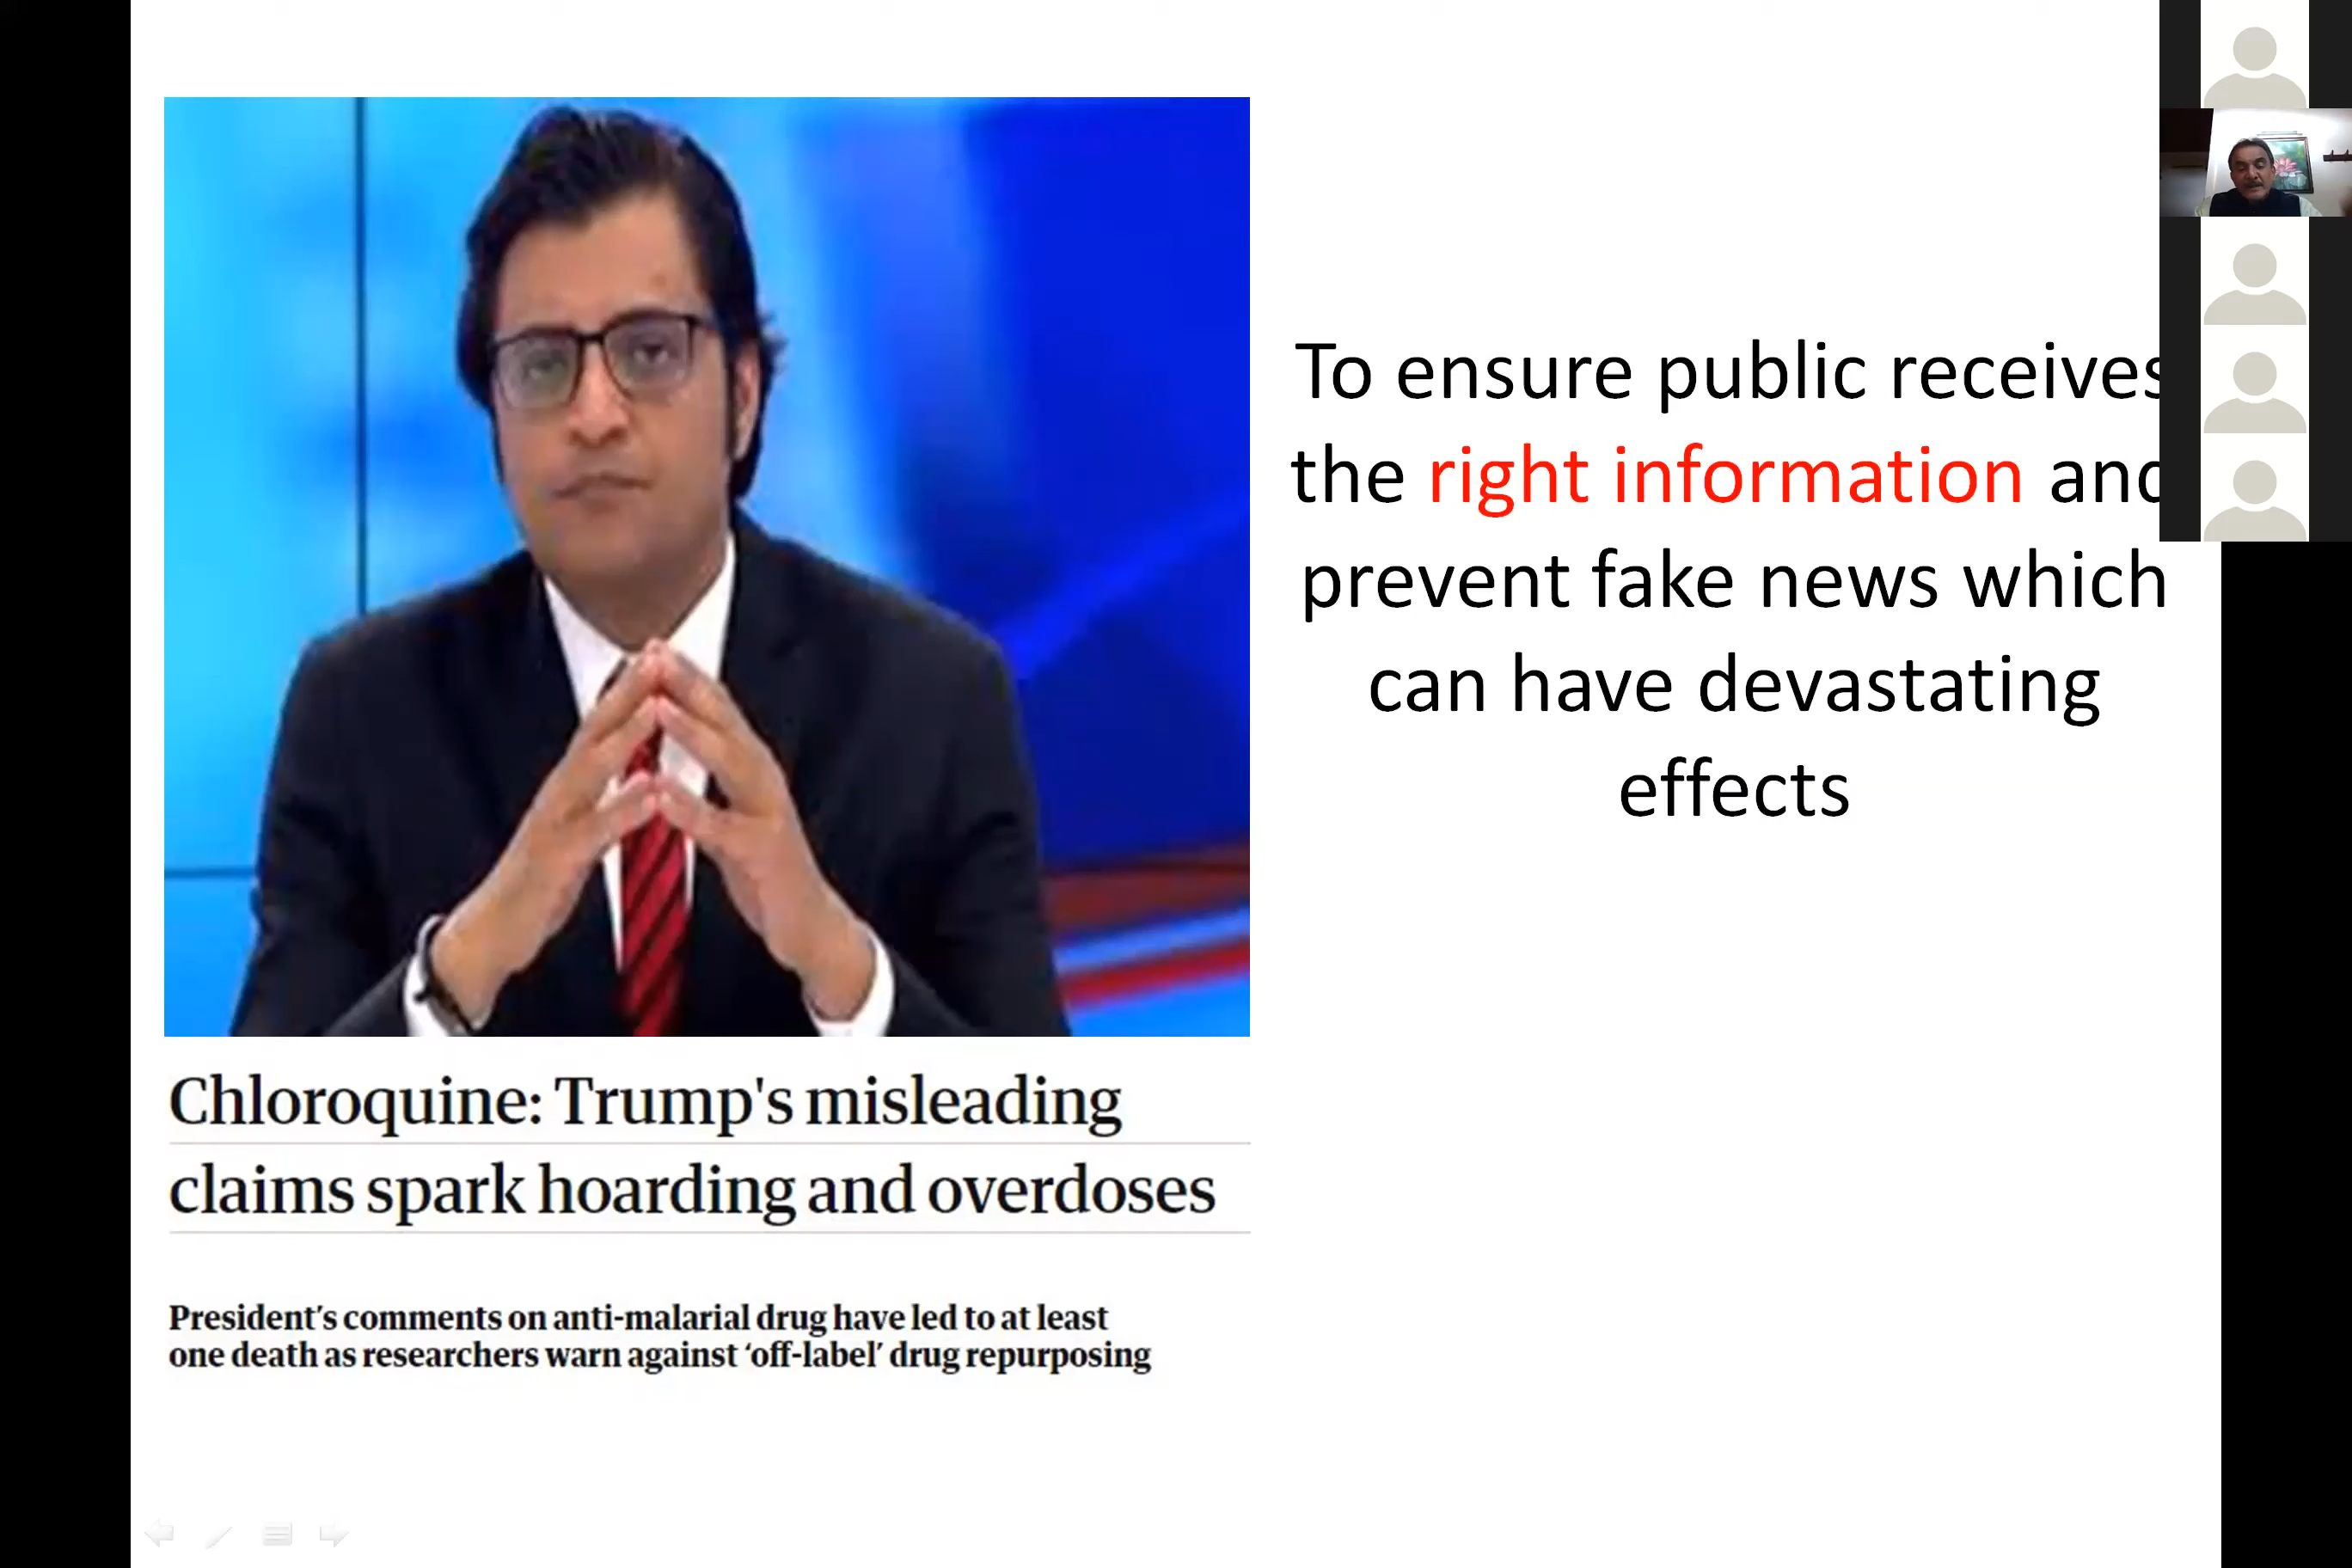 To ensure public receives
the right information and
prevent fake news which
can have devastating
effects
Chloroquine: Trump's misleading
claims spark hoarding and overdoses
President’s comments on anti-malarial drug have led to at least
one death as researchers warn against ‘off-label’ drug repurposing